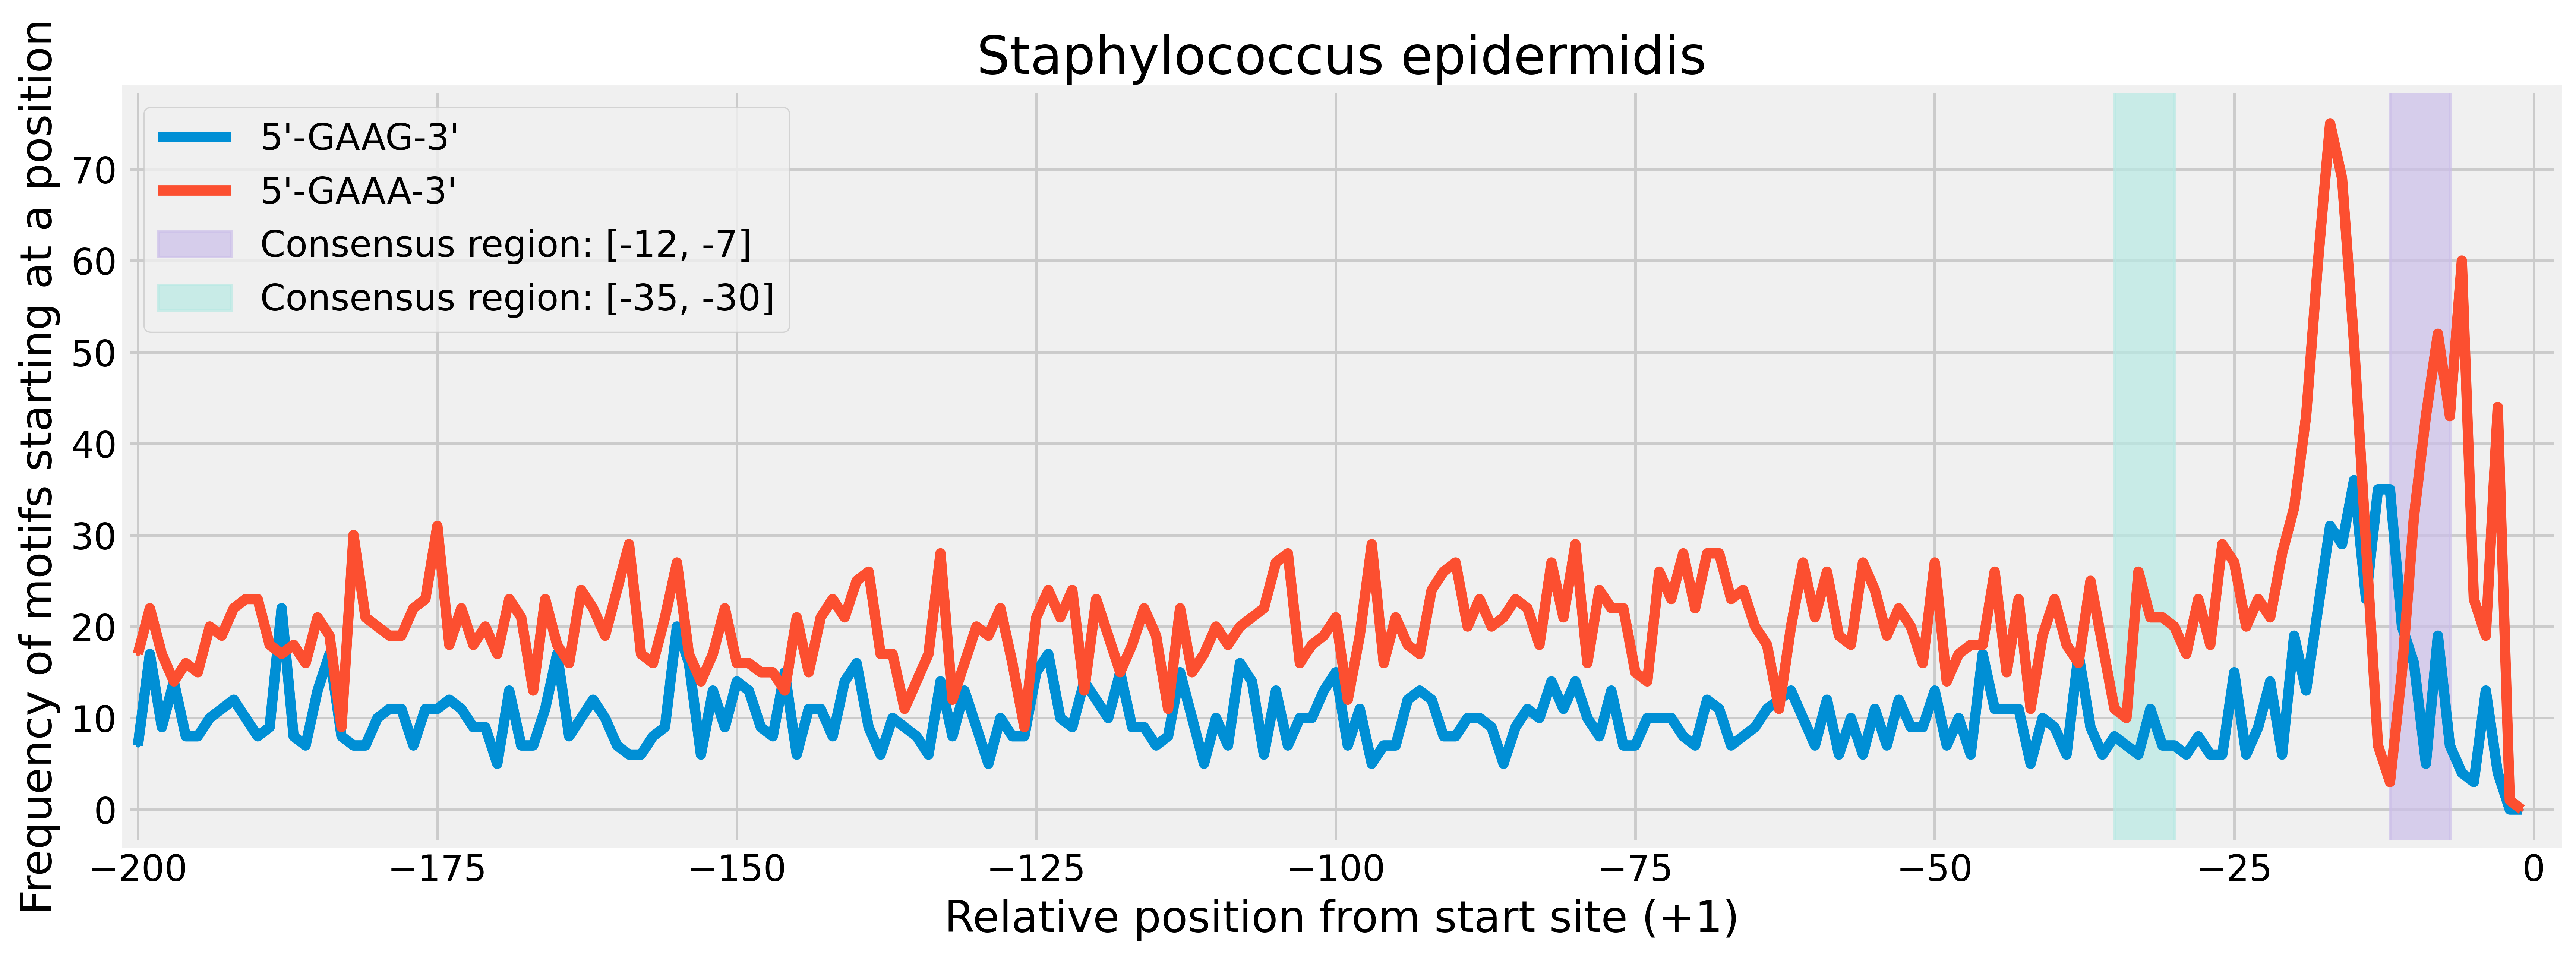 Staphylococcus epidermidis
Frequency of motifs starting at a position
70
60
50
40
30
20
10
0
5'-GAAG-3'
5'-GAAA-3'
Consensus region: [-12, -7]
Consensus region: [-35, -30]
−200 −175 −150 −125 −100 −75 −50 −25 0
Relative position from start site (+1)